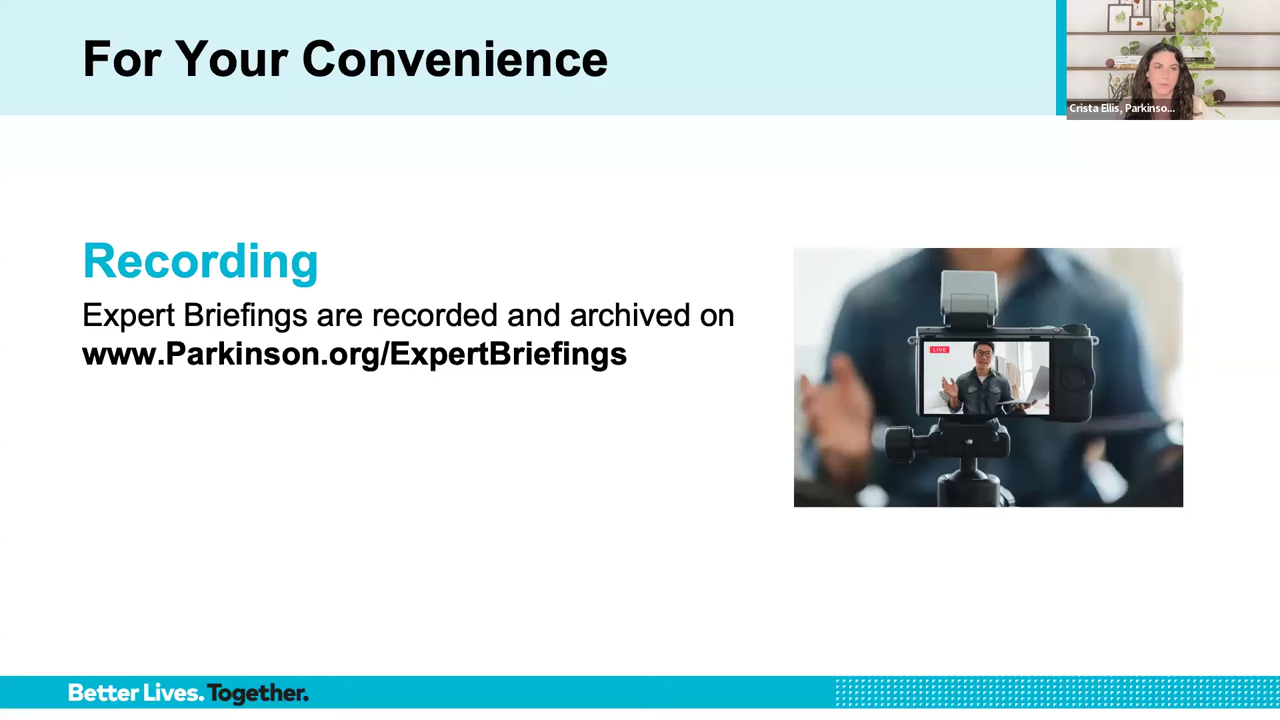 For Your Convenience
Crista Ellis, Parkinso...
Recording
Expert Briefings are recorded and archived on
www.Parkinson.org/ExpertBriefings
LIVE
Better Lives. Together.